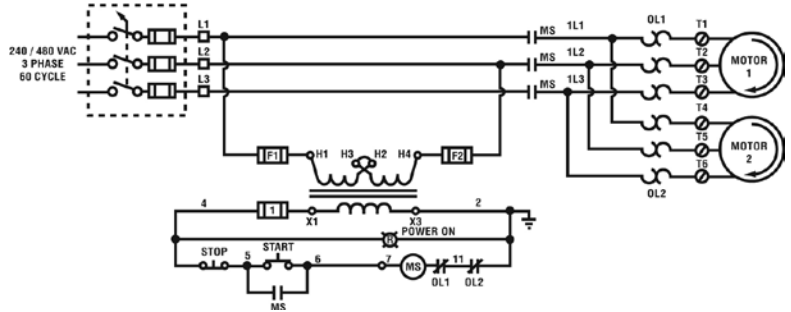 240 / 480 VAC
3 PHASE
60 CYCLE
L1
L2
L3
MS
1L1
MS
1L2
MS
1L3
OL1
T1
T2
T3
MOTOR
1
T4
T5
T6
MOTOR
2
OL2
F1
H1
H3
H2
H4
F2
4
1
X1
X3
2
R
POWER ON
STOP
5
START
6
7
MS
OL1
11
OL2
MS